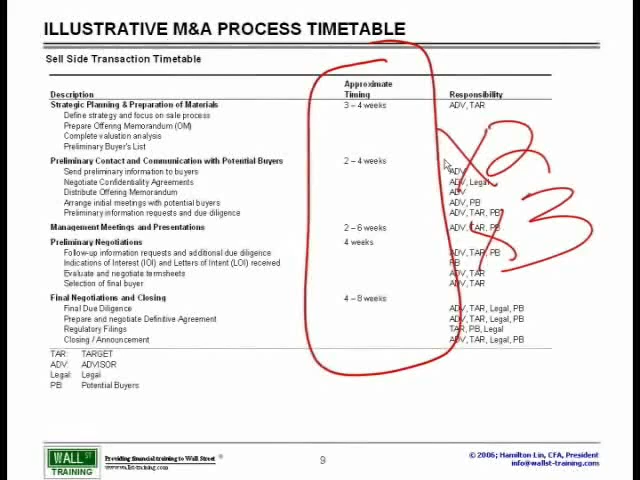 ILLUSTRATIVE M&A PROCESS TIMETABLE
Sell Side Transaction Timetable
Description Approximate Timing Responsibility
Strategic Planning & Preparation of Materials 3 – 4 weeks ADV, TAR
Define strategy and focus on sale process
Prepare Offering Memorandum (OM)
Complete valuation analysis
Preliminary Buyer's List
Preliminary Contact and Communication with Potential Buyers 2 – 4 weeks
Send preliminary information to buyers ADV
Negotiate Confidentiality Agreements ADV, Legal
Distribute Offering Memorandum ADV
Arrange initial meetings with potential buyers ADV, PB
Preliminary information requests and due diligence ADV, TAR, PB
Management Meetings and Presentations 2 – 6 weeks ADV, TAR, PB
Preliminary Negotiations 4 weeks
Follow-up information requests and additional due diligence ADV, TAR, PB
Indications of Interest (IOI) and Letters of Intent (LOI) received PB
Evaluate and negotiate termsheets ADV, TAR
Selection of final buyer ADV, TAR
Final Negotiations and Closing 4 – 8 weeks
Final Due Diligence ADV, TAR, Legal, PB
Prepare and negotiate Definitive Agreement ADV, TAR, Legal, PB
Regulatory Filings TAR, PB, Legal
Closing / Announcement ADV, TAR, Legal, PB
TAR: TARGET
ADV: ADVISOR
Legal: Legal
PB: Potential Buyers
x2
x3
WALL ST TRAINING
Providing financial training to Wall Street ®
www.wallst-training.com
9
© 2006; Hamilton Lin, CFA, President
info@wallst-training.com